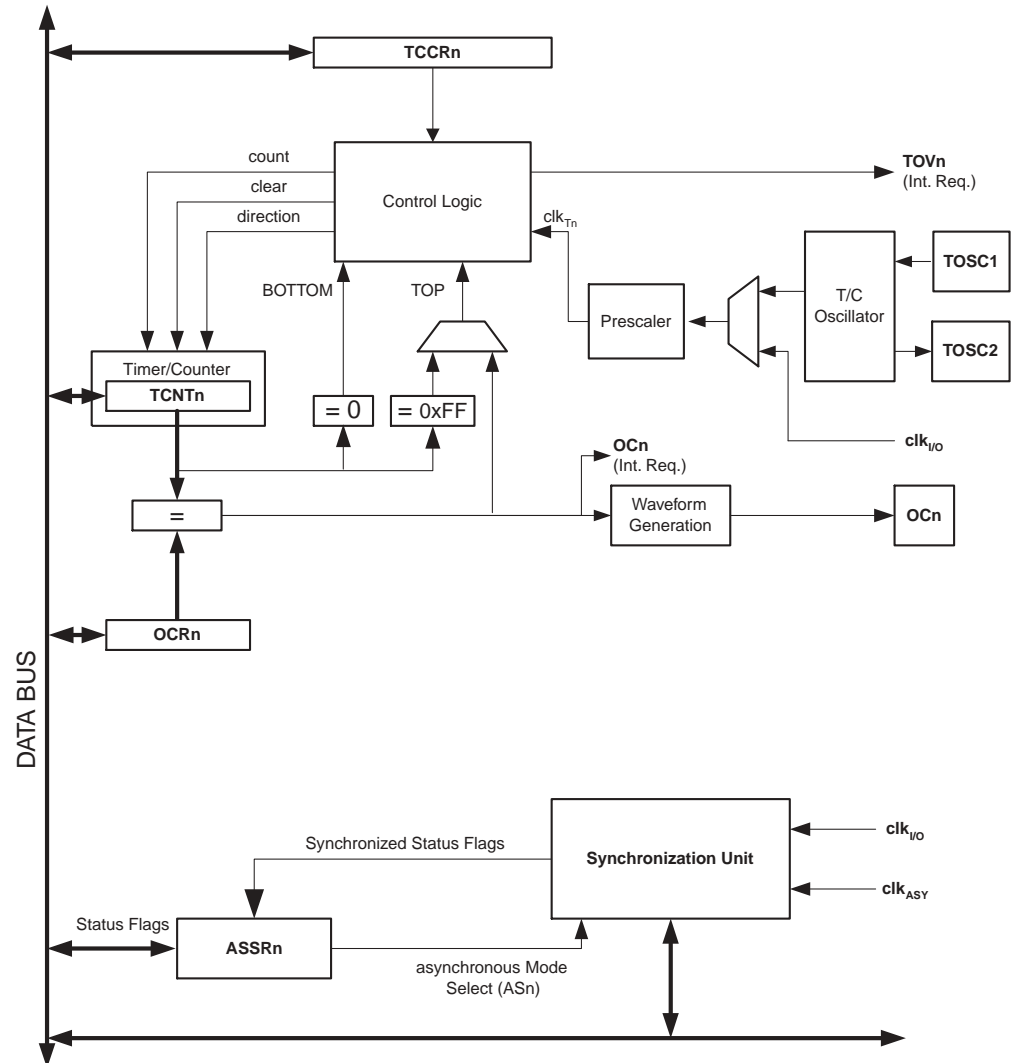 TCCRn
count
clear
direction
Control Logic
TOVn
(Int. Req.)
clkTn
BOTTOM
TOP
TOSC1
T/C
Oscillator
Prescaler
TOSC2
Timer/Counter
TCNTn
= 0
= 0xFF
clkI/O
OCn
(Int. Req.)
=
Waveform
Generation
OCn
OCRn
DATA BUS
Synchronized Status Flags
Synchronization Unit
clkI/O
clkASY
Status Flags
ASSRn
asynchronous Mode
Select (ASn)